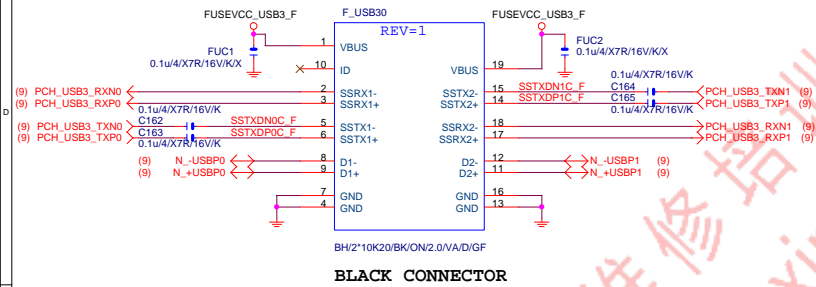 FUSEVCC_USB3_F F_USB30 FUSEVCC_USB3_F
REV=1
FUC1
0.1u/4/X7R/16V/K/X
1 VBUS
10 ID
VBUS 19
FUC2
0.1u/4/X7R/16V/K/X
0.1u/4/X7R/16V/K
(9) PCH_USB3_RXN0 2 SSRX1-
(9) PCH_USB3_RXP0 3 SSRX1+
SSTX2- 15 SSTXDN1C_F C164 PCH_USB3_TXN1 (9)
SSTX2+ 14 SSTXDP1C_F C165 PCH_USB3_TXP1 (9)
0.1u/4/X7R/16V/K
0.1u/4/X7R/16V/K
(9) PCH_USB3_TXN0 C162 SSTXDN0C_F 5 SSTX1-
(9) PCH_USB3_TXP0 C163 SSTXDP0C_F 6 SSTX1+
0.1u/4/X7R/16V/K
SSRX2- 18 PCH_USB3_RXN1 (9)
SSRX2+ 17 PCH_USB3_RXP1 (9)
(9) N_-USBP0 8 D1-
(9) N_+USBP0 9 D1+
D2- 12 N_-USBP1 (9)
D2+ 11 N_+USBP1 (9)
7 GND
4 GND
GND 16
GND 13
D
BH/2*10K20/BK/ON/2.0/VA/D/GF
BLACK CONNECTOR
维修培训